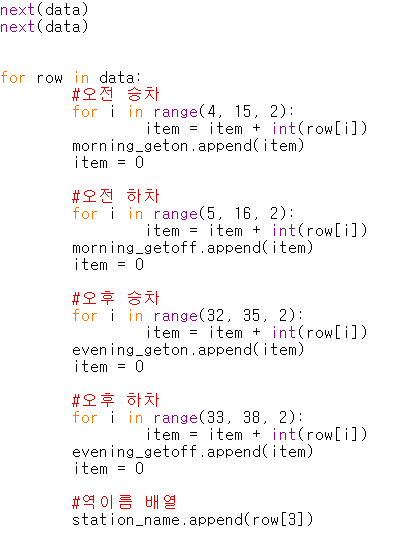 next(data)
next(data)
for row in data:
#오전 승차
for i in range(4, 15, 2):
item = item + int(row[i])
morning_geton.append(item)
item = 0
#오전 하차
for i in range(5, 16, 2):
item = item + int(row[i])
morning_getoff.append(item)
item = 0
#오후 승차
for i in range(32, 35, 2):
item = item + int(row[i])
evening_geton.append(item)
item = 0
#오후 하차
for i in range(33, 38, 2):
item = item + int(row[i])
evening_getoff.append(item)
item = 0
#역이름 배열
station_name.append(row[3])